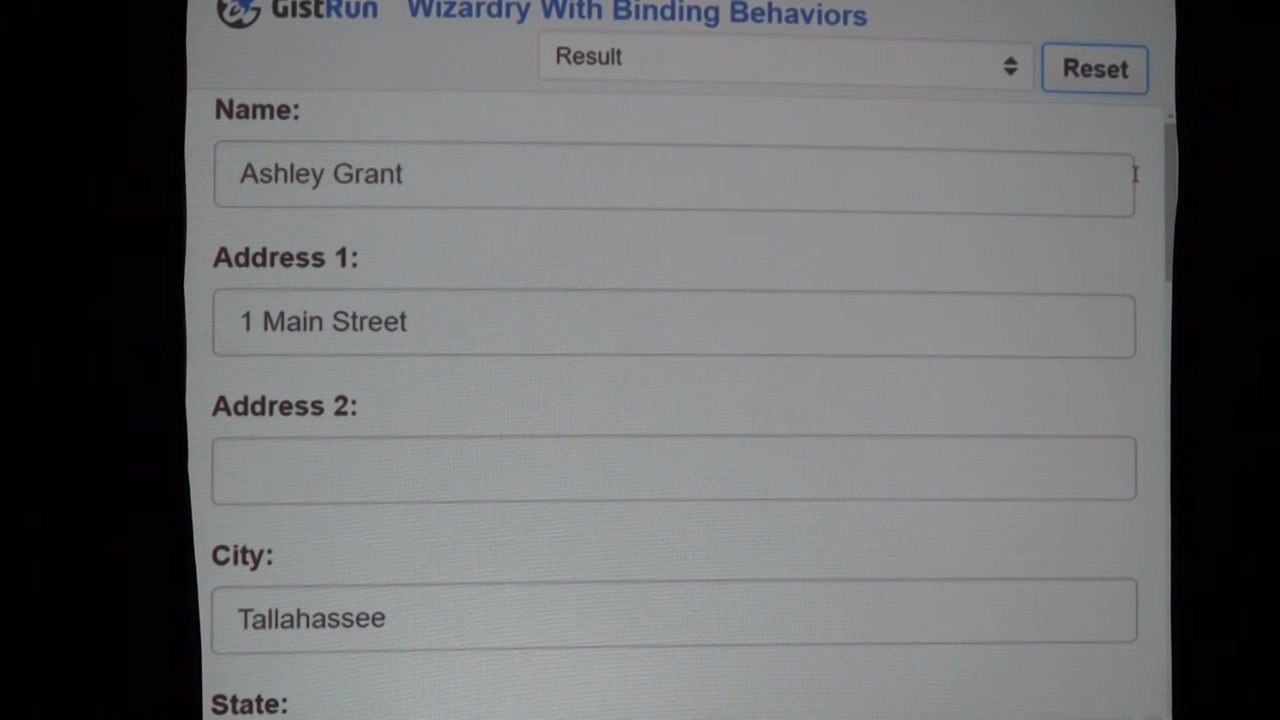 GistRun Wizardry With Binding Behaviors
Result
Reset
Name:
Ashley Grant
Address 1:
1 Main Street
Address 2:
City:
Tallahassee
State: